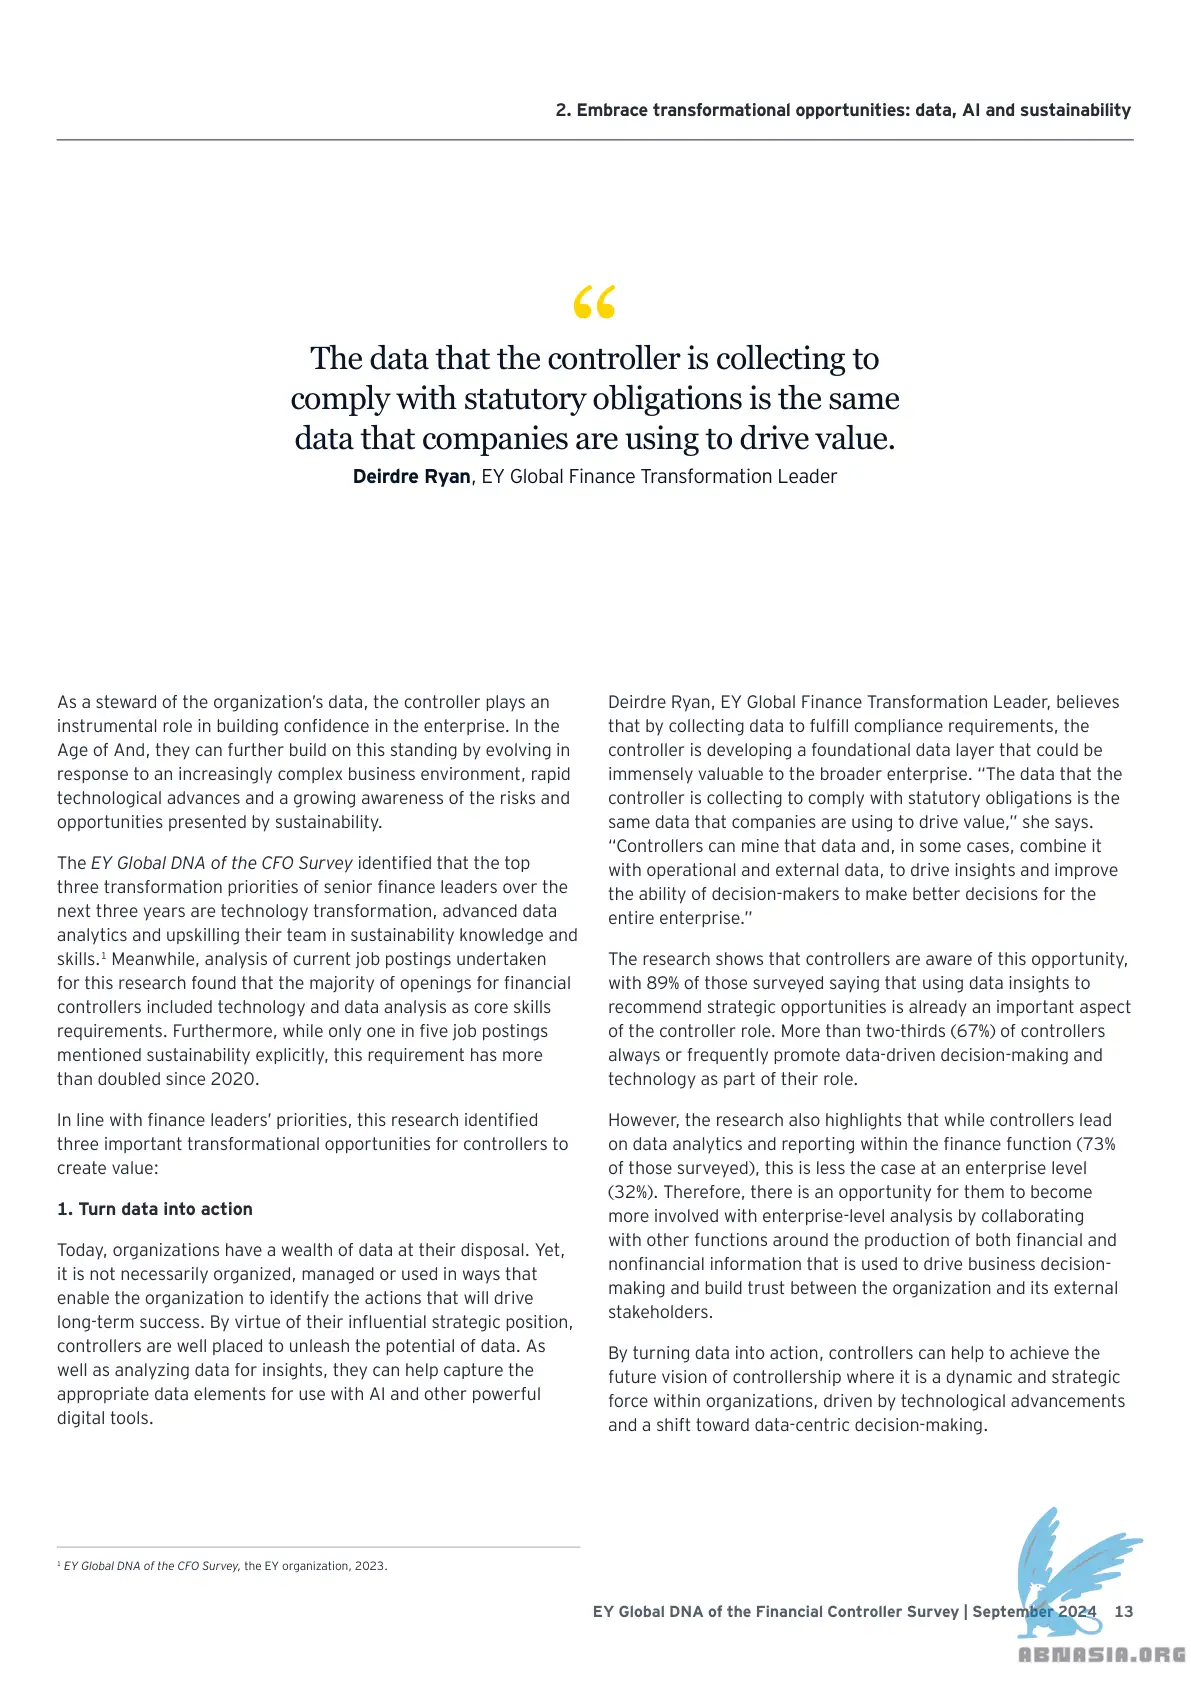 2. Embrace transformational opportunities: data, AI and sustainability
“
The data that the controller is collecting to
comply with statutory obligations is the same
data that companies are using to drive value.
Deirdre Ryan, EY Global Finance Transformation Leader
As a steward of the organization’s data, the controller plays an
instrumental role in building confidence in the enterprise. In the
Age of And, they can further build on this standing by evolving in
response to an increasingly complex business environment, rapid
technological advances and a growing awareness of the risks and
opportunities presented by sustainability.
The EY Global DNA of the CFO Survey identified that the top
three transformation priorities of senior finance leaders over the
next three years are technology transformation, advanced data
analytics and upskilling their team in sustainability knowledge and
skills.¹ Meanwhile, analysis of current job postings undertaken
for this research found that the majority of openings for financial
controllers included technology and data analysis as core skills
requirements. Furthermore, while only one in five job postings
mentioned sustainability explicitly, this requirement has more
than doubled since 2020.
In line with finance leaders’ priorities, this research identified
three important transformational opportunities for controllers to
create value:
1. Turn data into action
Today, organizations have a wealth of data at their disposal. Yet,
it is not necessarily organized, managed or used in ways that
enable the organization to identify the actions that will drive
long-term success. By virtue of their influential strategic position,
controllers are well placed to unleash the potential of data. As
well as analyzing data for insights, they can help capture the
appropriate data elements for use with AI and other powerful
digital tools.
Deirdre Ryan, EY Global Finance Transformation Leader, believes
that by collecting data to fulfill compliance requirements, the
controller is developing a foundational data layer that could be
immensely valuable to the broader enterprise. “The data that the
controller is collecting to comply with statutory obligations is the
same data that companies are using to drive value,” she says.
“Controllers can mine that data and, in some cases, combine it
with operational and external data, to drive insights and improve
the ability of decision-makers to make better decisions for the
entire enterprise.”
The research shows that controllers are aware of this opportunity,
with 89% of those surveyed saying that using data insights to
recommend strategic opportunities is already an important aspect
of the controller role. More than two-thirds (67%) of controllers
always or frequently promote data-driven decision-making and
technology as part of their role.
However, the research also highlights that while controllers lead
on data analytics and reporting within the finance function (73%
of those surveyed), this is less the case at an enterprise level
(32%). Therefore, there is an opportunity for them to become
more involved with enterprise-level analysis by collaborating
with other functions around the production of both financial and
nonfinancial information that is used to drive business decision-
making and build trust between the organization and its external
stakeholders.
By turning data into action, controllers can help to achieve the
future vision of controllership where it is a dynamic and strategic
force within organizations, driven by technological advancements
and a shift toward data-centric decision-making.
¹ EY Global DNA of the CFO Survey, the EY organization, 2023.
EY Global DNA of the Financial Controller Survey | September 2024 13
ABNASIA.ORG